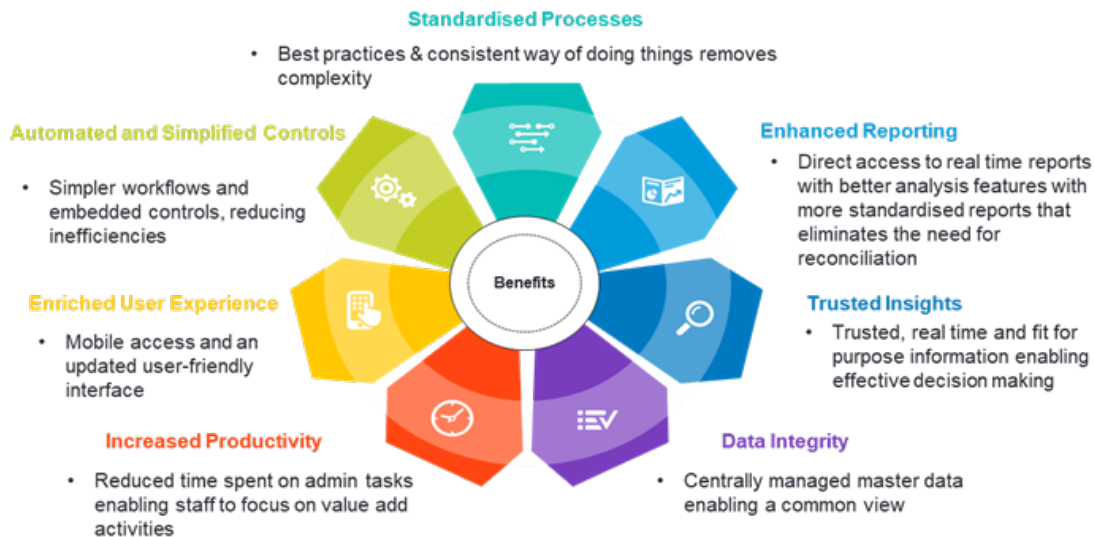 Standardised Processes
• Best practices & consistent way of doing things removes
complexity
Automated and Simplified Controls
• Simpler workflows and
embedded controls, reducing
inefficiencies
Enhanced Reporting
• Direct access to real time reports
with better analysis features with
more standardised reports that
eliminates the need for
reconciliation
Benefits
Enriched User Experience
• Mobile access and an
updated user-friendly
interface
Trusted Insights
• Trusted, real time and fit for
purpose information enabling
effective decision making
Increased Productivity
• Reduced time spent on admin tasks
enabling staff to focus on value add
activities
Data Integrity
• Centrally managed master data
enabling a common view